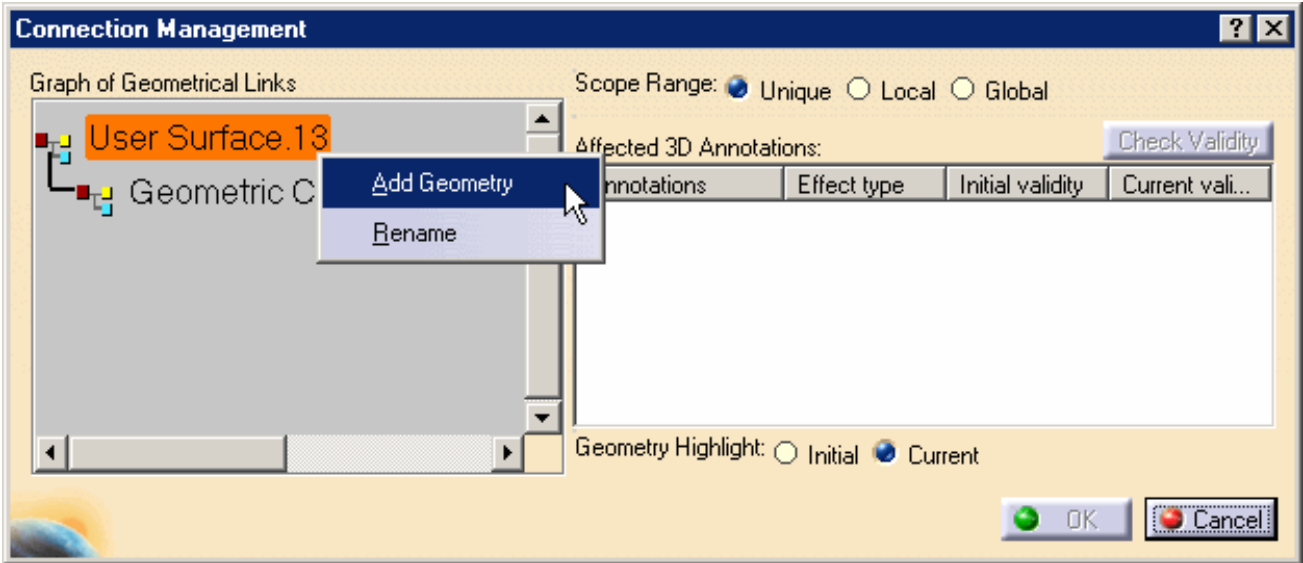 Connection Management
Graph of Geometrical Links
Scope Range: Unique Local Global
User Surface.13
Check Validity
Affected 3D Annotations:
Geometric C
Add Geometry
Rename
nnotations Effect type Initial validity Current vali...
Geometry Highlight: Initial Current
OK Cancel